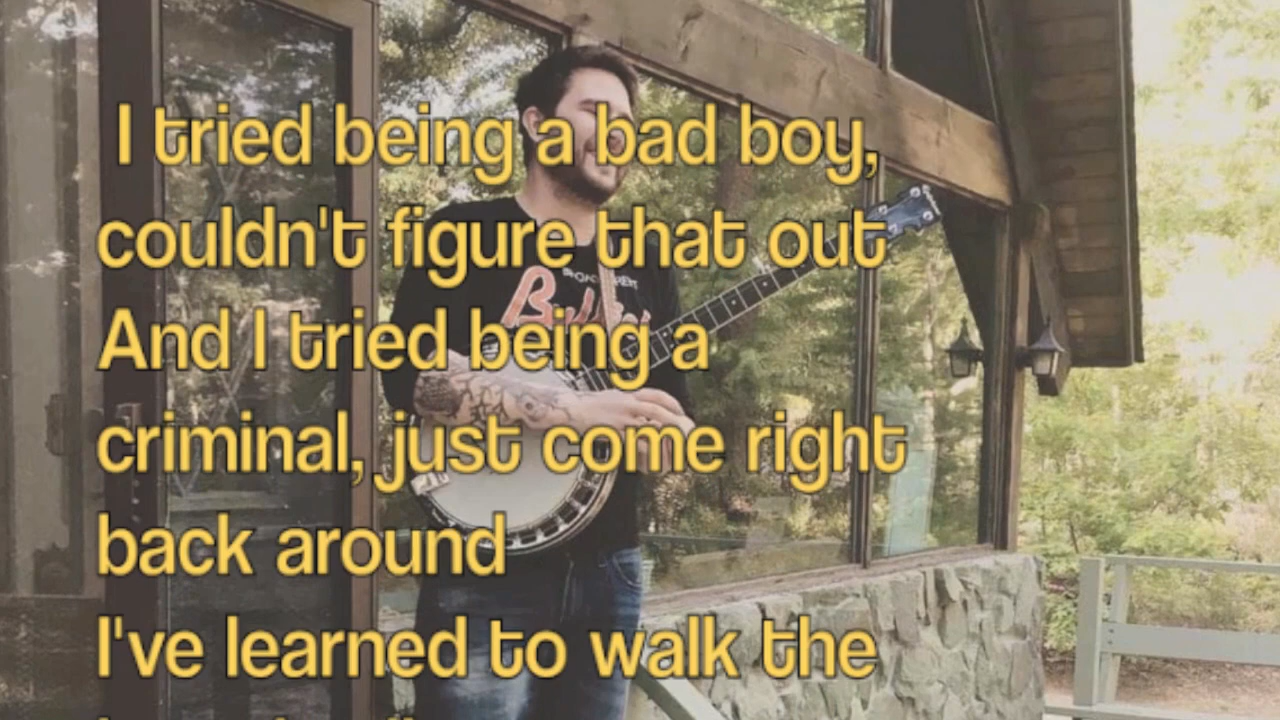 I tried being a bad boy,
couldn't figure that out
And I tried being a
criminal, just come right
back around
I've learned to walk the